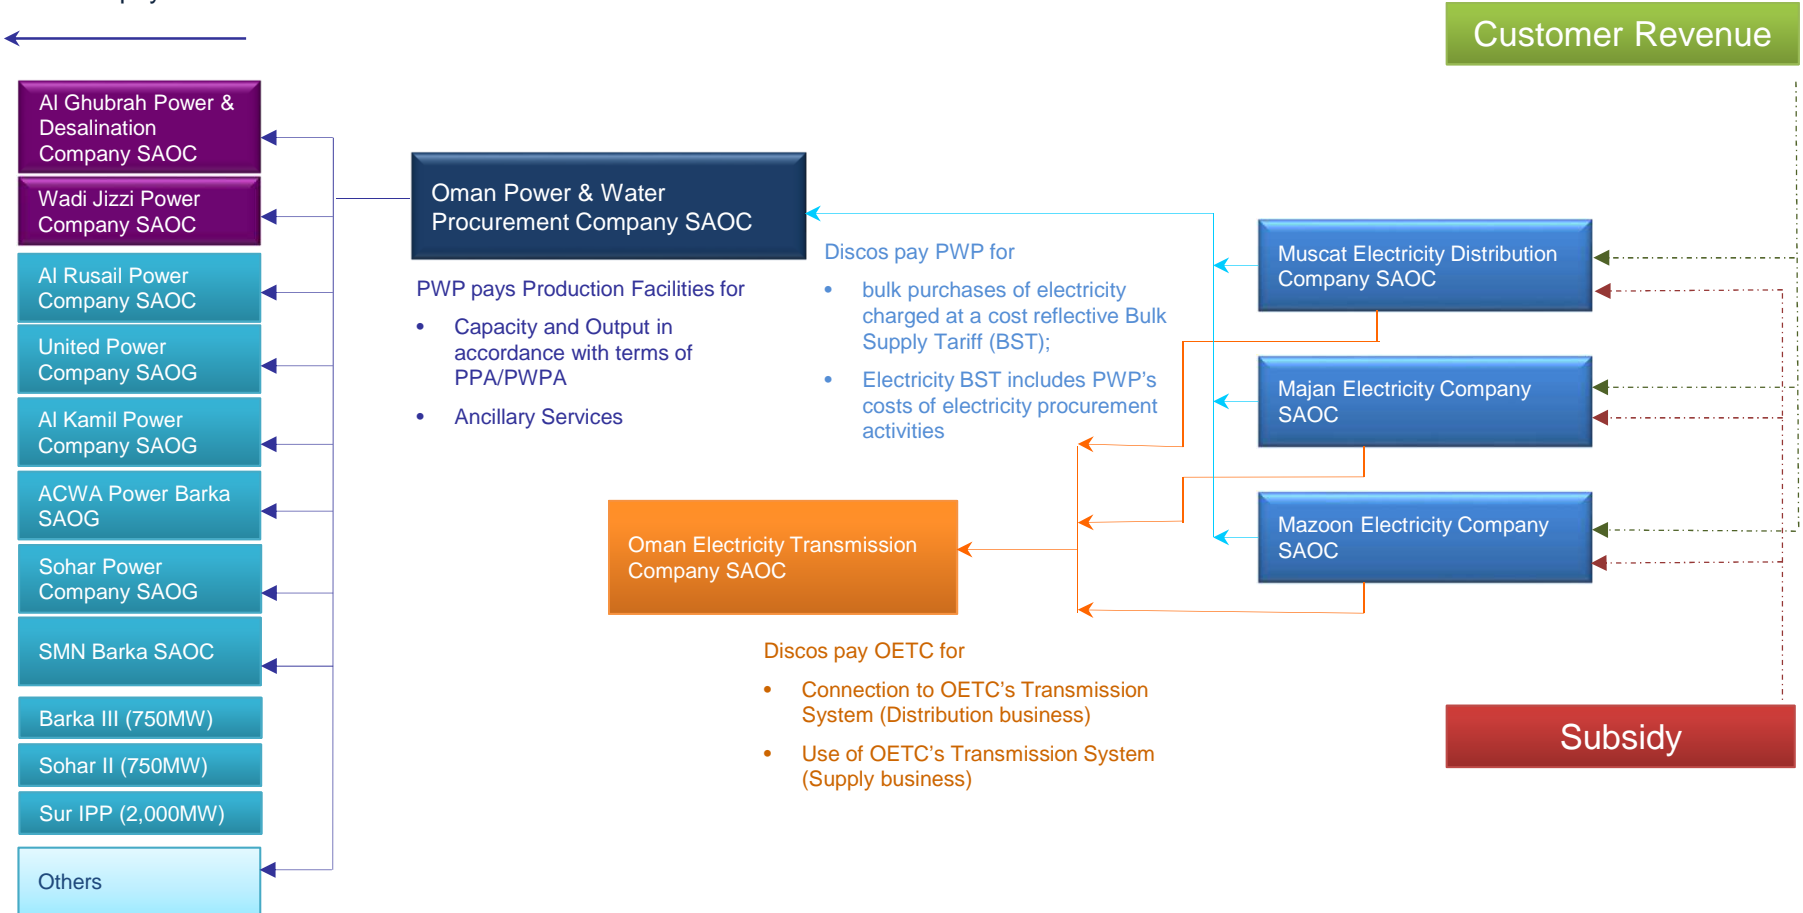 Customer Revenue
Al Ghubrah Power &
Desalination
Company SAOC
Wadi Jizzi Power
Company SAOC
Al Rusail Power
Company SAOC
United Power
Company SAOG
Al Kamil Power
Company SAOG
ACWA Power Barka
SAOG
Sohar Power
Company SAOG
SMN Barka SAOC
Barka III (750MW)
Sohar II (750MW)
Sur IPP (2,000MW)
Others
Oman Power & Water
Procurement Company SAOC
PWP pays Production Facilities for
• Capacity and Output in
accordance with terms of
PPA/PWPA
• Ancillary Services
Discos pay PWP for
• bulk purchases of electricity
charged at a cost reflective Bulk
Supply Tariff (BST);
• Electricity BST includes PWP's
costs of electricity procurement
activities
Oman Electricity Transmission
Company SAOC
Discos pay OETC for
• Connection to OETC's Transmission
System (Distribution business)
• Use of OETC's Transmission System
(Supply business)
Muscat Electricity Distribution
Company SAOC
Majan Electricity Company
SAOC
Mazoon Electricity Company
SAOC
Subsidy